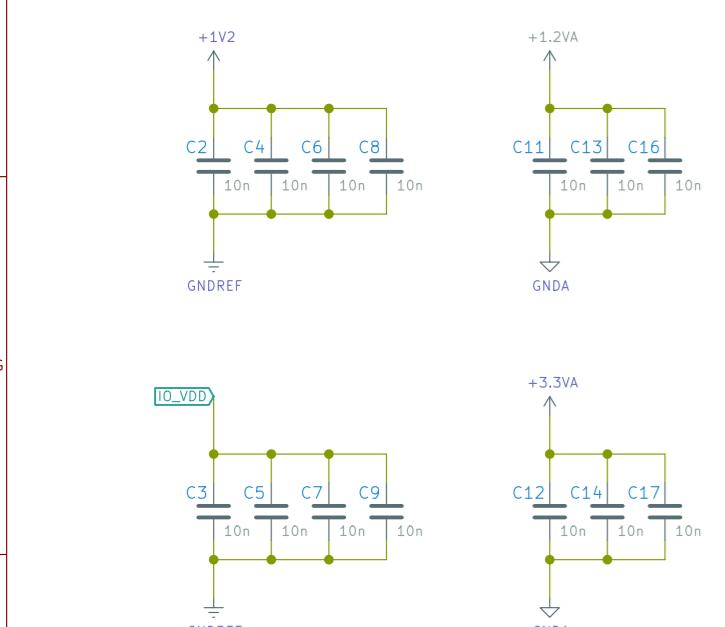 +1V2
+1.2VA
C2 C4 C6 C8 C11 C13 C16
10n 10n 10n 10n 10n 10n 10n
GNDREF GNDA
+3.3VA
IO_VDD
C3 C5 C7 C9 C12 C14 C17
10n 10n 10n 10n 10n 10n 10n